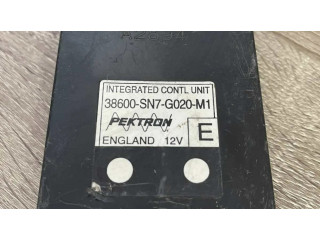 INTEGRATED CONTL UNIT
38600-SN7-G020-M1
PEKTRON
ENGLAND 12V
E